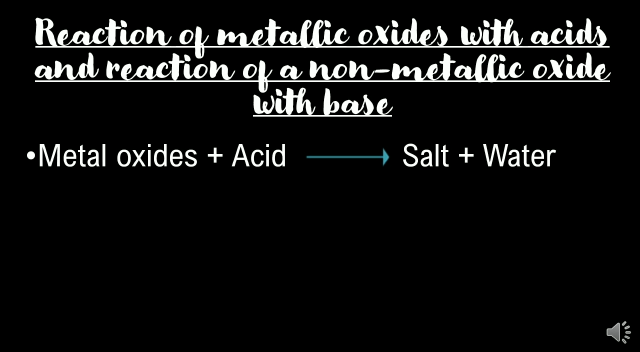 Reaction of metallic oxides with acids
and reaction of a non-metallic oxide
with base
•Metal oxides + Acid → Salt + Water